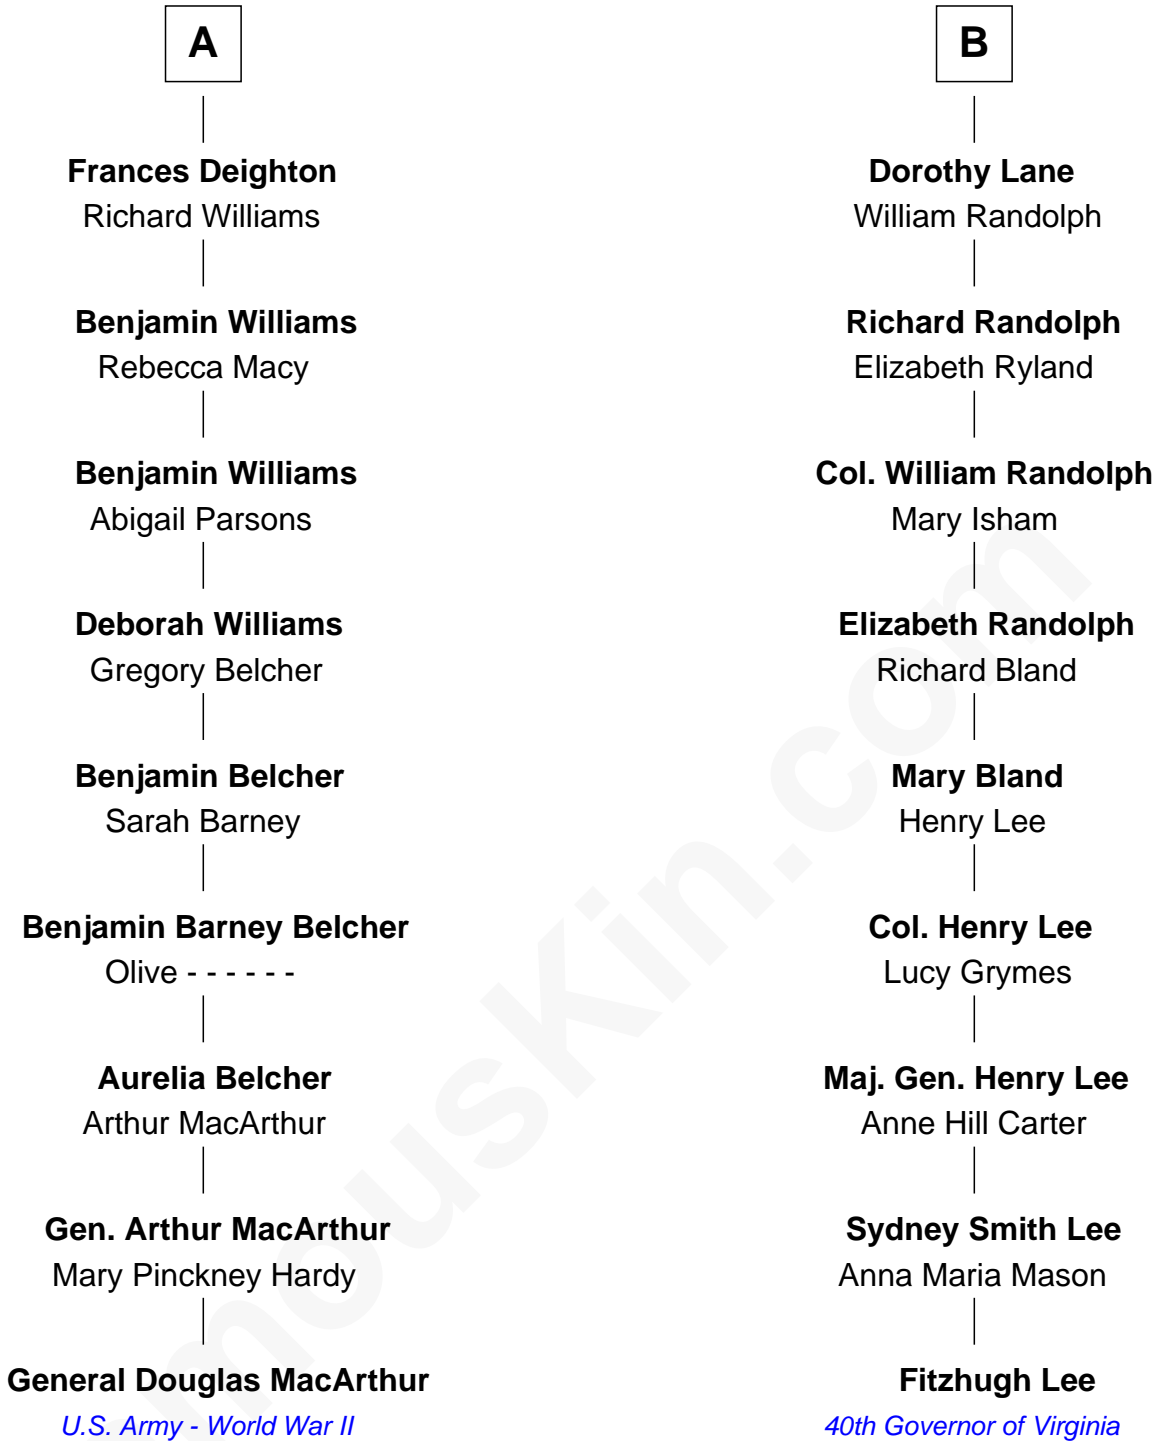 A
Frances Deighton
Richard Williams
Benjamin Williams
Rebecca Macy
Benjamin Williams
Abigail Parsons
Deborah Williams
Gregory Belcher
Benjamin Belcher
Sarah Barney
Benjamin Barney Belcher
Olive - - - - - -
Aurelia Belcher
Arthur MacArthur
Gen. Arthur MacArthur
Mary Pinckney Hardy
General Douglas MacArthur
U.S. Army - World War II
B
Dorothy Lane
William Randolph
Richard Randolph
Elizabeth Ryland
Col. William Randolph
Mary Isham
Elizabeth Randolph
Richard Bland
Mary Bland
Henry Lee
Col. Henry Lee
Lucy Grymes
Maj. Gen. Henry Lee
Anne Hill Carter
Sydney Smith Lee
Anna Maria Mason
Fitzhugh Lee
40th Governor of Virginia
mousKin.com